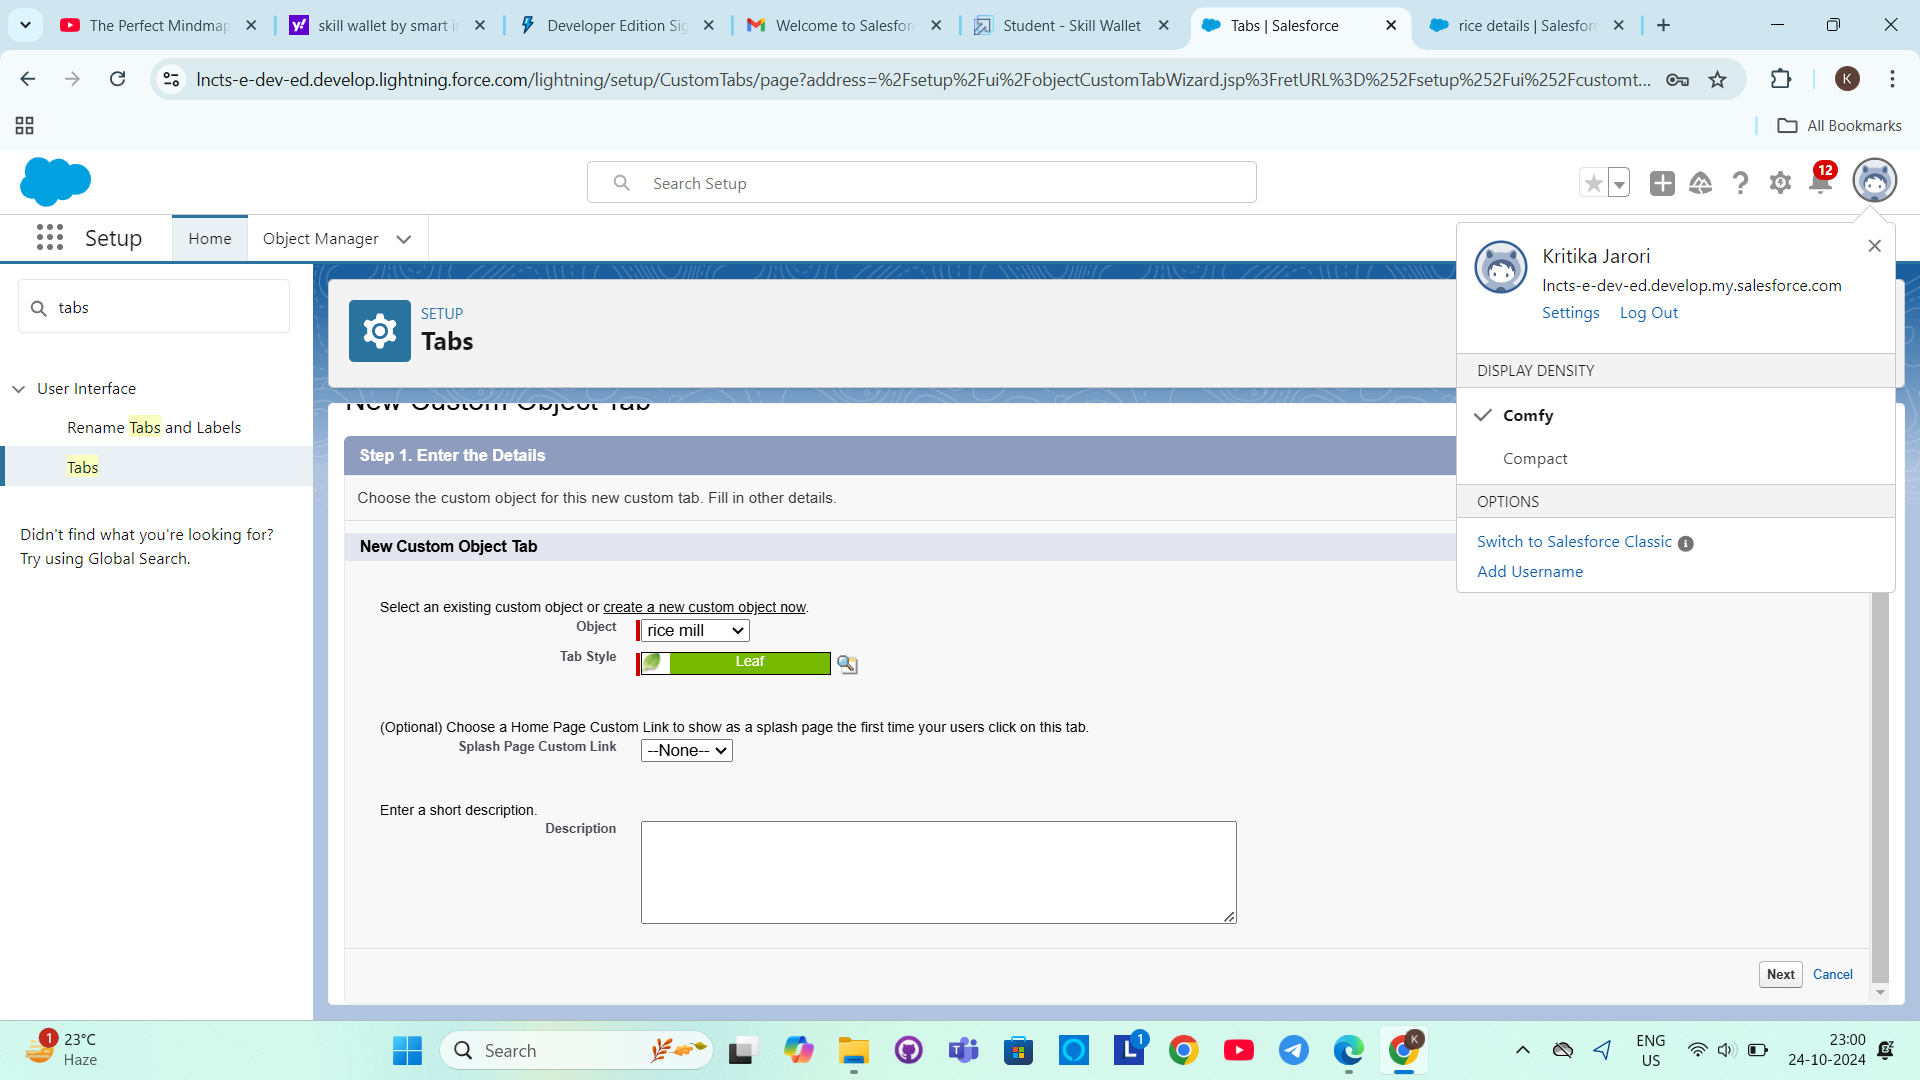 The Perfect Mindmap
skill wallet by smart in
Developer Edition Sig
Welcome to Salesforc
Student - Skill Wallet
Tabs | Salesforce
rice details | Salesforc
lncts-e-dev-ed.develop.lightning.force.com/lightning/setup/CustomTabs/page?address=%2Fsetup%2Fui%2FobjectCustomTabWizard.jsp%3FretURL%3D%252Fsetup%252Fui%252Fcustomt...
K
All Bookmarks
Search Setup
12
Setup
Home
Object Manager
tabs
User Interface
Rename Tabs and Labels
Tabs
Didn't find what you're looking for?
Try using Global Search.
SETUP
Tabs
New Custom Object Tab
Step 1. Enter the Details
Choose the custom object for this new custom tab. Fill in other details.
New Custom Object Tab
Select an existing custom object or create a new custom object now.
Object
rice mill
Tab Style
Leaf
(Optional) Choose a Home Page Custom Link to show as a splash page the first time your users click on this tab.
Splash Page Custom Link
--None--
Enter a short description.
Description
Next
Cancel
Kritika Jarori
lncts-e-dev-ed.develop.my.salesforce.com
Settings
Log Out
DISPLAY DENSITY
Comfy
Compact
OPTIONS
Switch to Salesforce Classic
Add Username
1
23°C
Haze
Search
1
K
ENG
US
23:00
24-10-2024